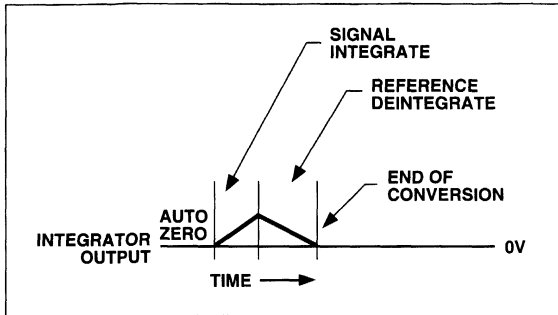 SIGNAL
INTEGRATE
REFERENCE
DEINTEGRATE
END OF
CONVERSION
AUTO
ZERO
INTEGRATOR
OUTPUT
0V
TIME